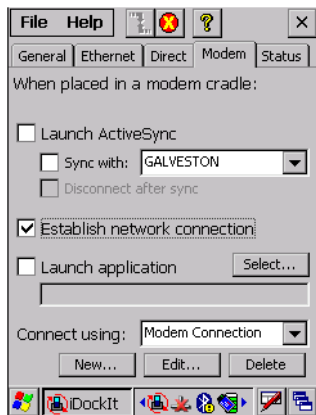 File Help ?
General Ethernet Direct Modem Status
When placed in a modem cradle:
Launch ActiveSync
Sync with: GALVESTON
Disconnect after sync
Establish network connection
Launch application Select...
Connect using: Modem Connection
New... Edit... Delete
iDockIt